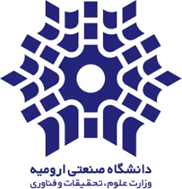 دانشگاه صنعتی ارومیه
وزارت علوم، تحقیقات و فناوری